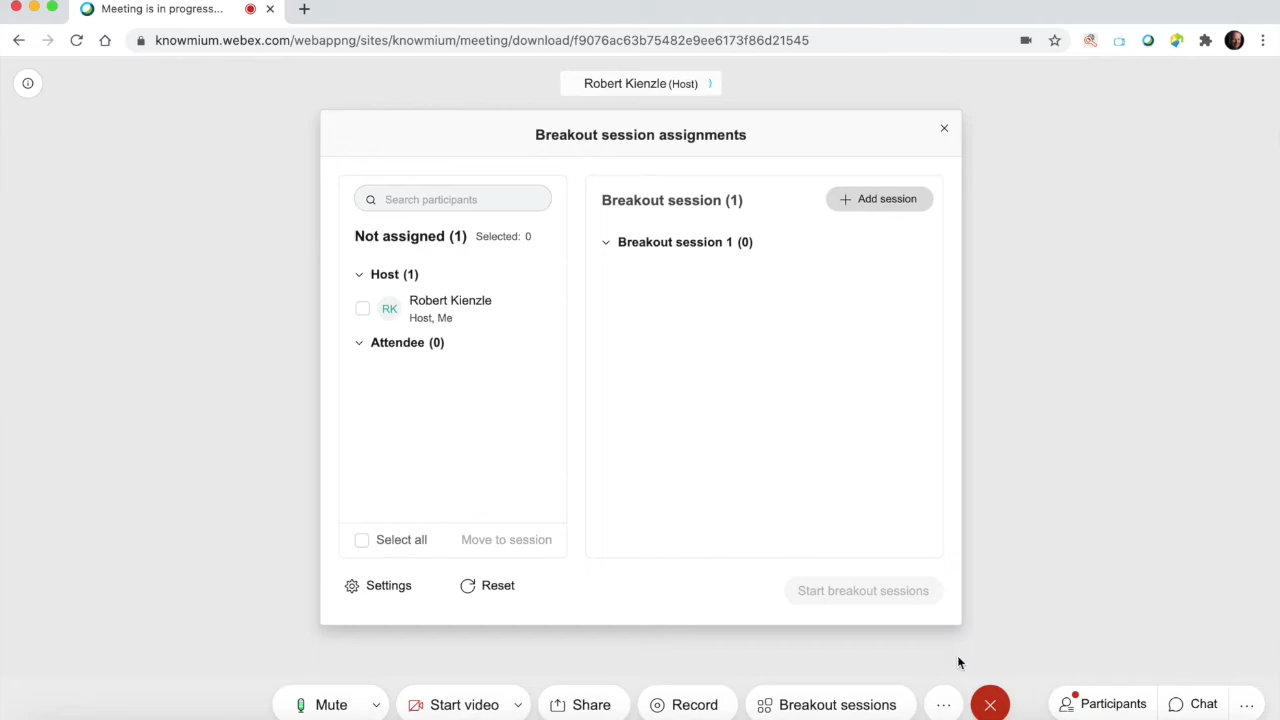 Meeting is in progress...
knowmium.webex.com/webappng/sites/knowmium/meeting/download/f9076ac63b75482e9ee6173f86d21545
Robert Kienzle (Host)
Breakout session assignments
Search participants
Not assigned (1) Selected: 0
Host (1)
RK Robert Kienzle
Host, Me
Attendee (0)
Select all Move to session
Breakout session (1) Add session
Breakout session 1 (0)
Settings Reset Start breakout sessions
Mute Start video Share Record Breakout sessions ... Participants Chat ...